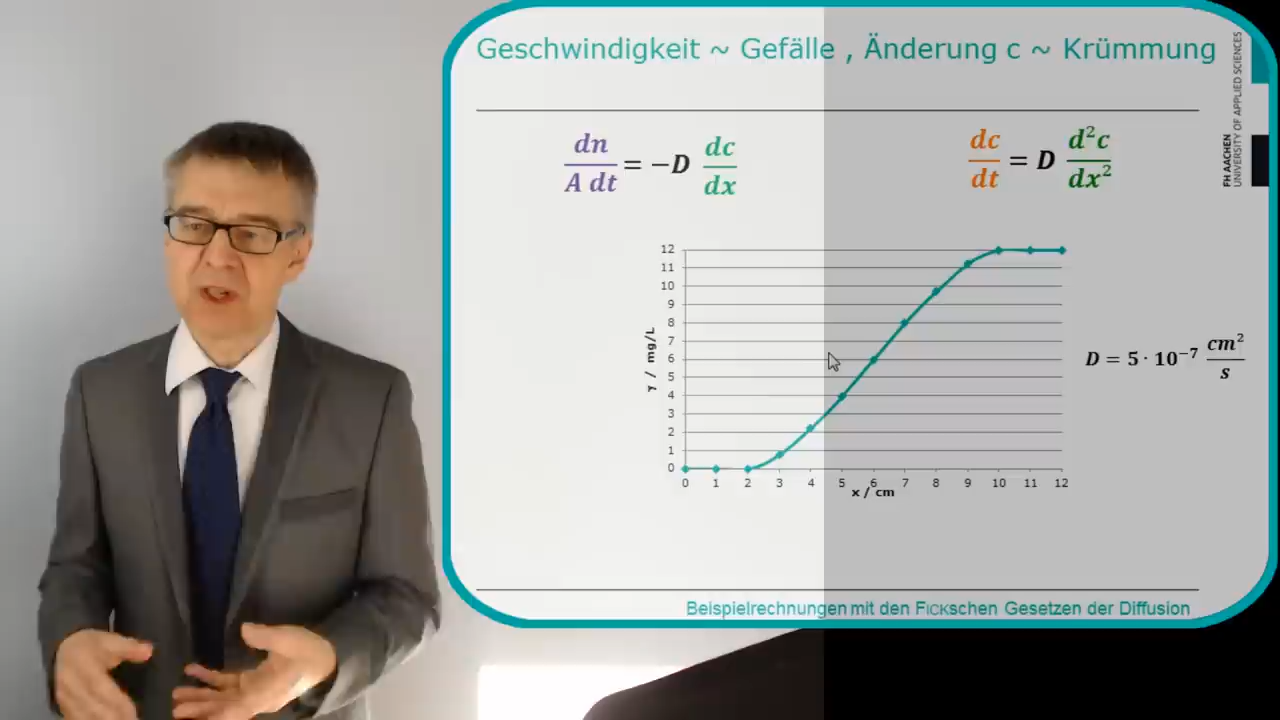 Geschwindigkeit ~ Gefälle , Änderung c ~ Krümmung
FH AACHEN
UNIVERSITY OF APPLIED SCIENCES
dn / A dt = −D dc / dx
dc / dt = D d²c / dx²
12
11
10
9
8
7
6
5
4
3
2
1
0
γ / mg/L
0 1 2 3 4 5 6 7 8 9 10 11 12
x / cm
D = 5 · 10⁻⁷ cm² / s
Beispielrechnungen mit den FICKschen Gesetzen der Diffusion